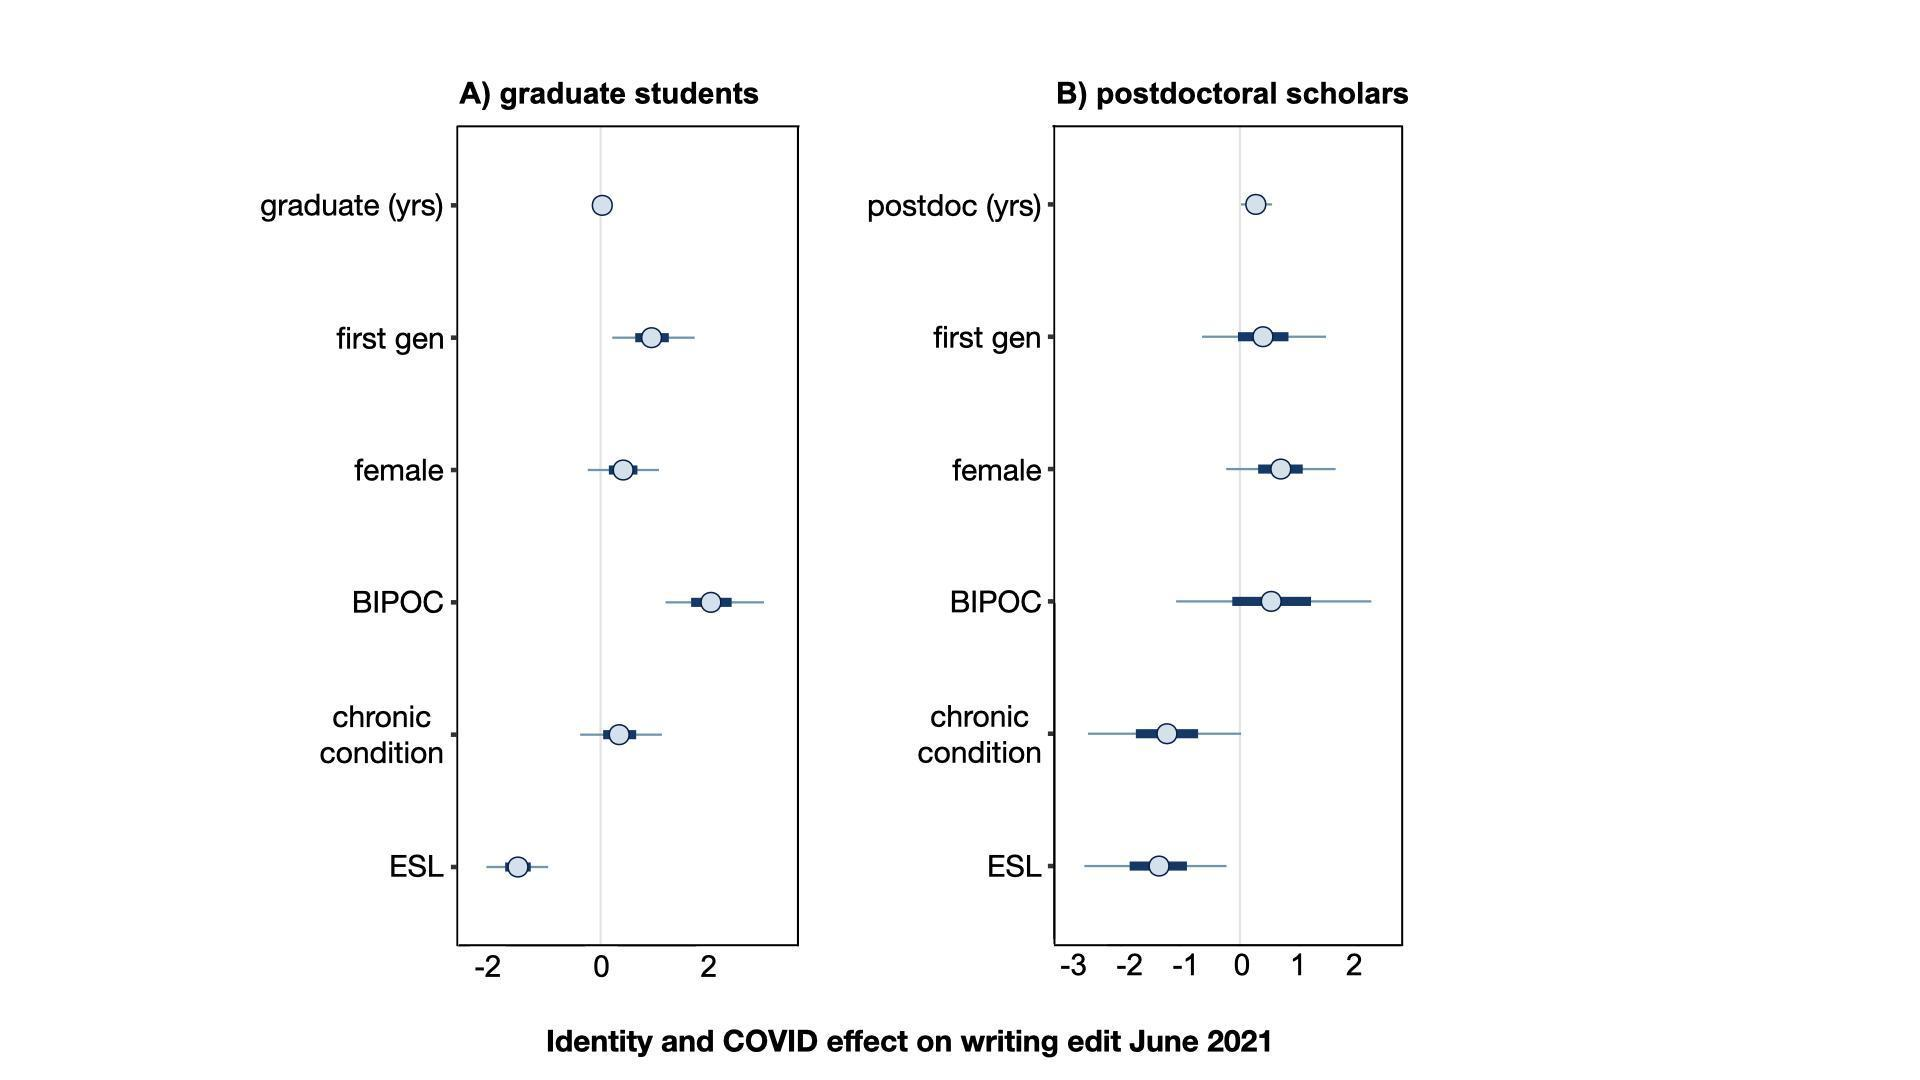 A) graduate students
graduate (yrs)
first gen
female
BIPOC
chronic
condition
ESL
-2 0 2
B) postdoctoral scholars
postdoc (yrs)
first gen
female
BIPOC
chronic
condition
ESL
-3 -2 -1 0 1 2
Identity and COVID effect on writing edit June 2021